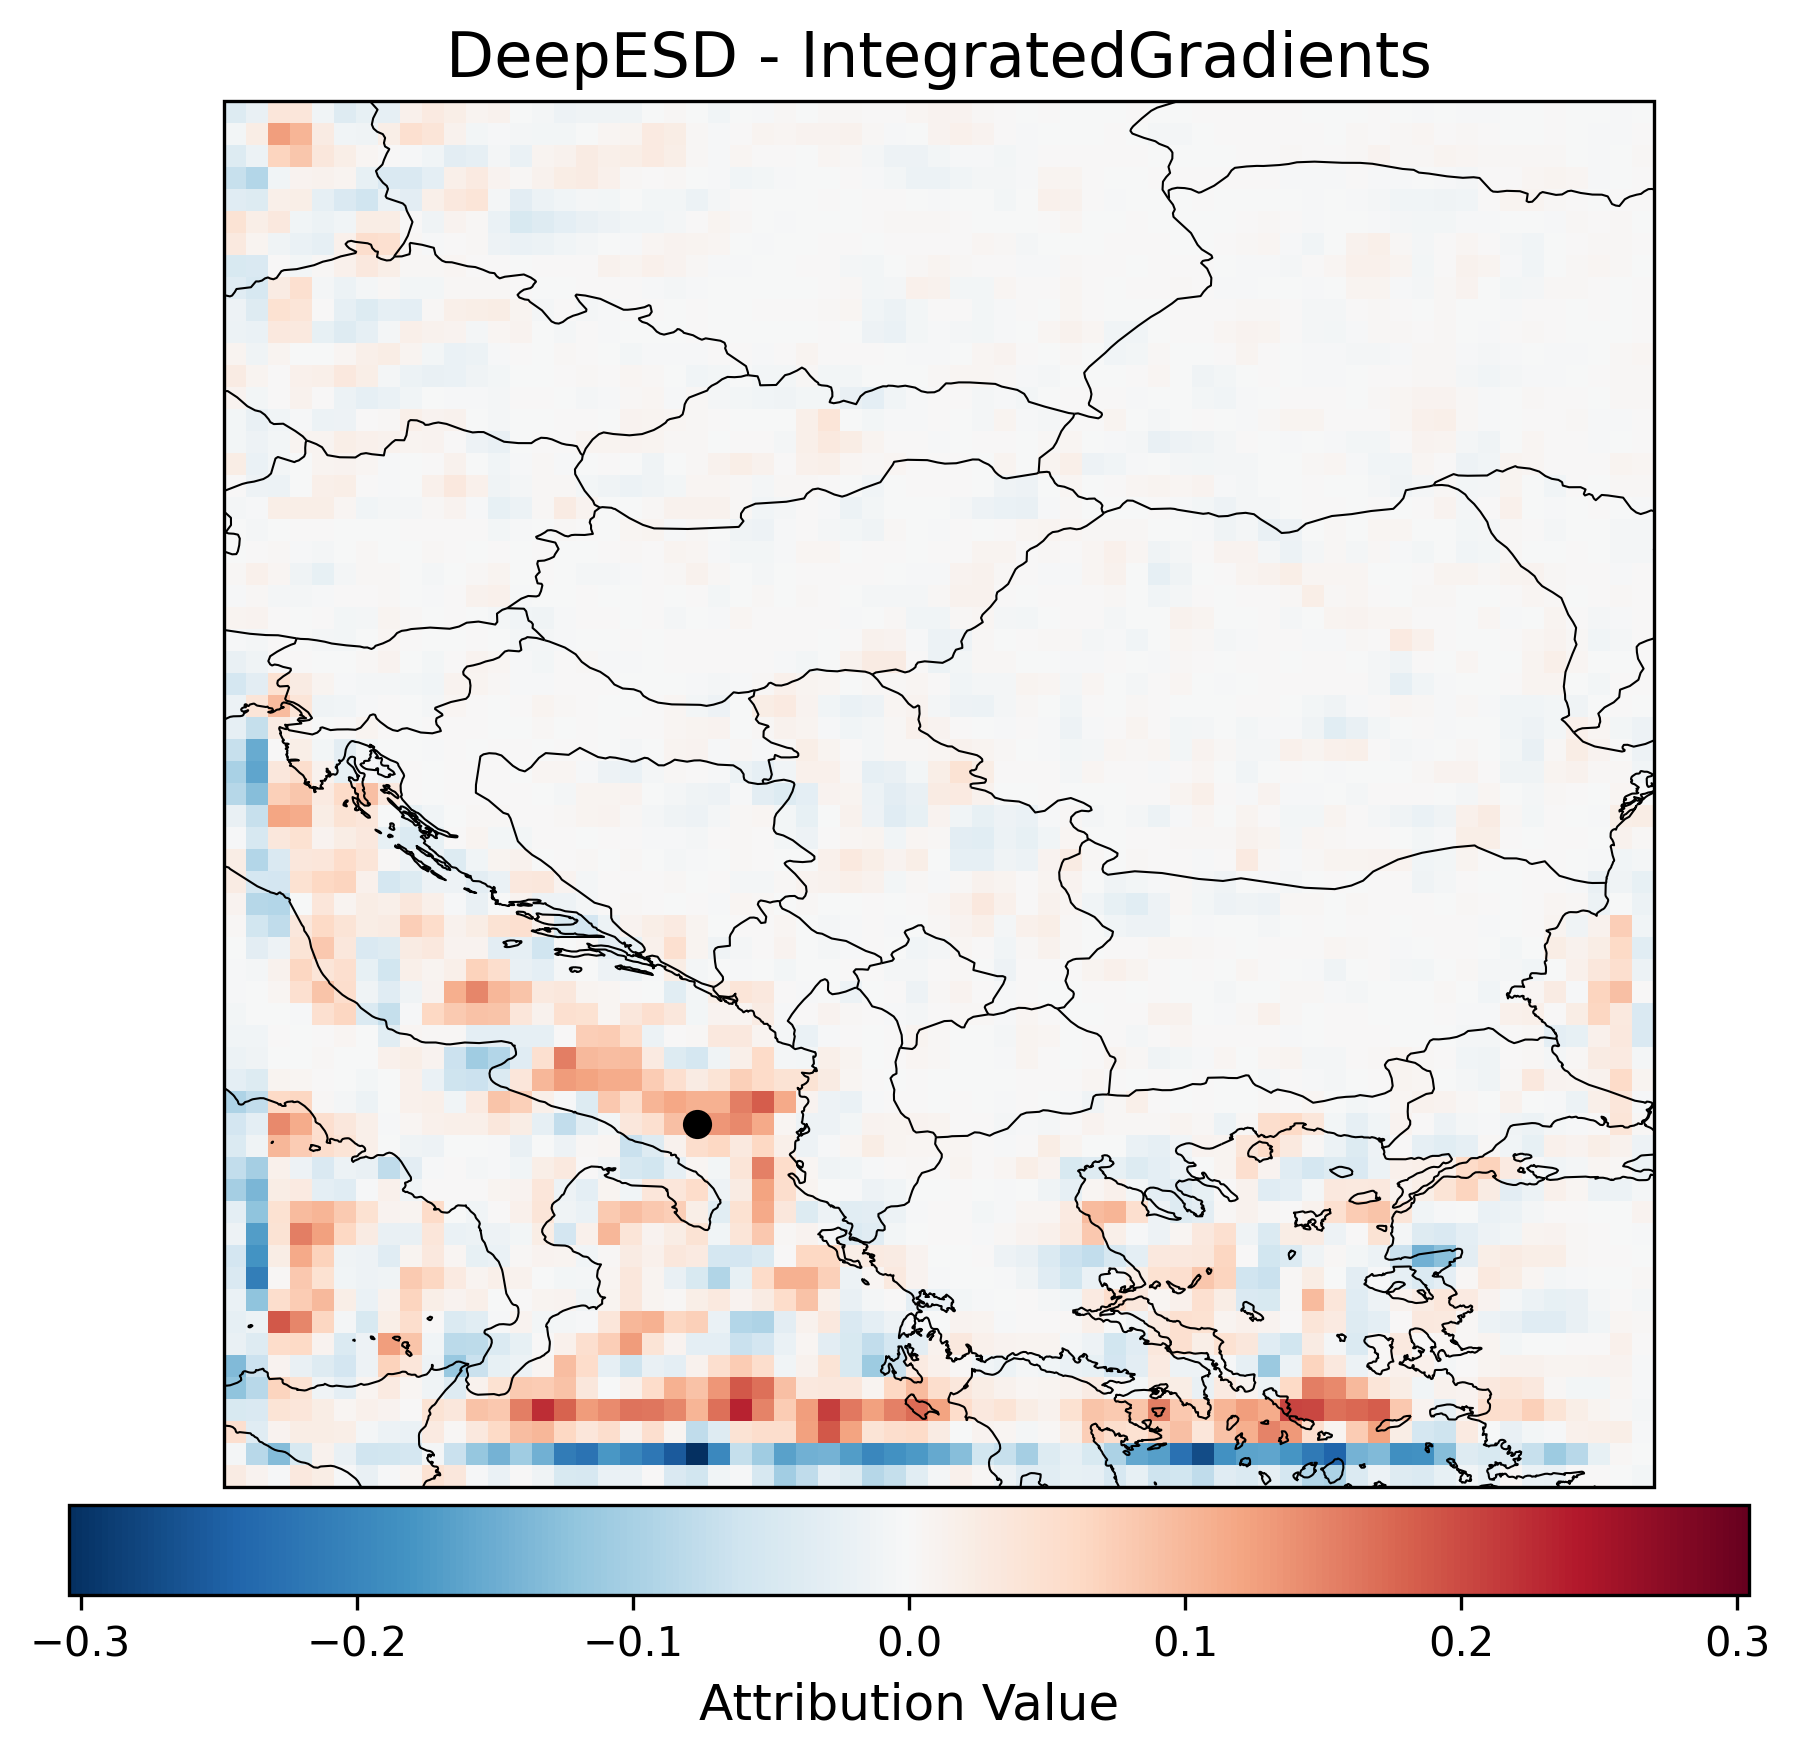 DeepESD - IntegratedGradients
−0.3 −0.2 −0.1 0.0 0.1 0.2 0.3
Attribution Value